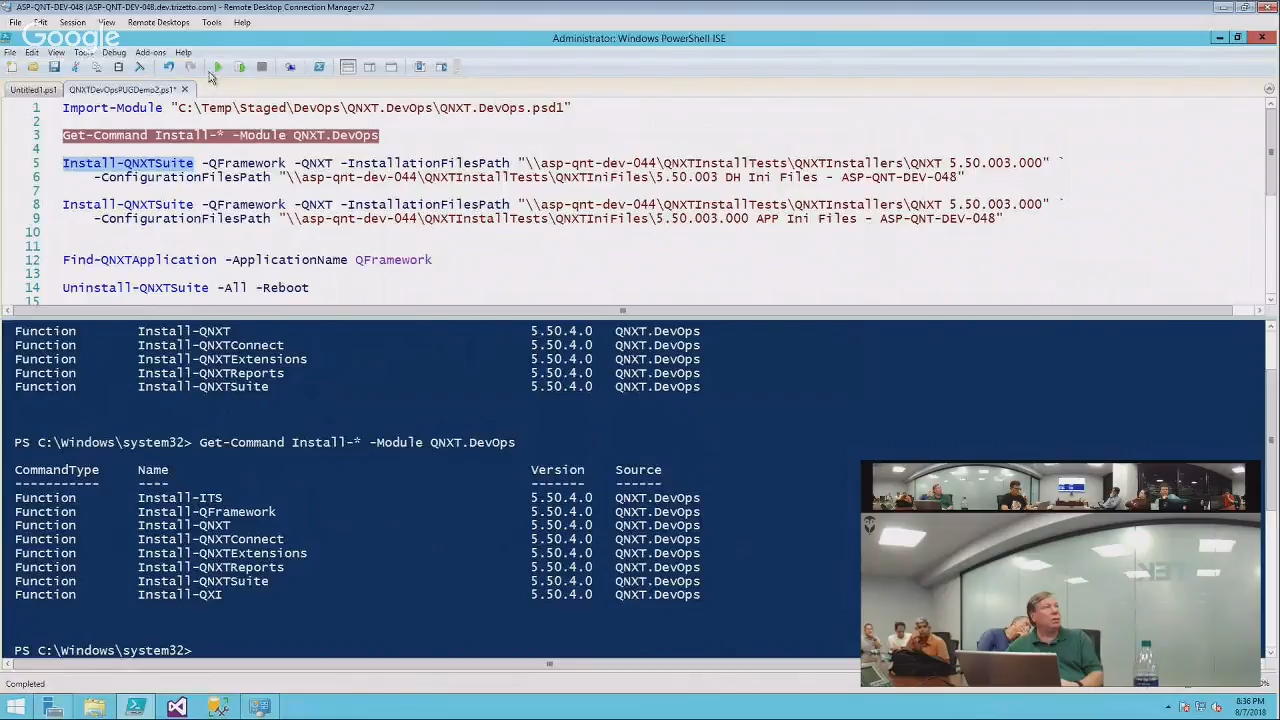 ASP-QNT-DEV-048 (ASP-QNT-DEV-048.dev.trizetto.com) - Remote Desktop Connection Manager v2.7
File Edit Session View Remote Desktops Tools Help
Google
Administrator: Windows PowerShell ISE
File Edit View Tools Debug Add-ons Help
Untitled1.ps1 QNXTDevOpsPUGDemo2.ps1*
1 Import-Module "C:\Temp\Staged\DevOps\QNXT.DevOps\QNXT.DevOps.psd1"
2
3 Get-Command Install-* -Module QNXT.DevOps
4
5 Install-QNXTSuite -QFramework -QNXT -InstallationFilesPath "\\asp-qnt-dev-044\QNXTInstallTests\QNXTInstallers\QNXT 5.50.003.000" `
6 -ConfigurationFilesPath "\\asp-qnt-dev-044\QNXTInstallTests\QNXTIniFiles\5.50.003 DH Ini Files - ASP-QNT-DEV-048"
7
8 Install-QNXTSuite -QFramework -QNXT -InstallationFilesPath "\\asp-qnt-dev-044\QNXTInstallTests\QNXTInstallers\QNXT 5.50.003.000" `
9 -ConfigurationFilesPath "\\asp-qnt-dev-044\QNXTInstallTests\QNXTIniFiles\5.50.003.000 APP Ini Files - ASP-QNT-DEV-048"
10
11
12 Find-QNXTApplication -ApplicationName QFramework
13
14 Uninstall-QNXTSuite -All -Reboot
15
Function Install-QNXT 5.50.4.0 QNXT.DevOps
Function Install-QNXTConnect 5.50.4.0 QNXT.DevOps
Function Install-QNXTExtensions 5.50.4.0 QNXT.DevOps
Function Install-QNXTReports 5.50.4.0 QNXT.DevOps
Function Install-QNXTSuite 5.50.4.0 QNXT.DevOps
PS C:\Windows\system32> Get-Command Install-* -Module QNXT.DevOps
CommandType Name Version Source
----------- ---- ------- ------
Function Install-ITS 5.50.4.0 QNXT.DevOps
Function Install-QFramework 5.50.4.0 QNXT.DevOps
Function Install-QNXT 5.50.4.0 QNXT.DevOps
Function Install-QNXTConnect 5.50.4.0 QNXT.DevOps
Function Install-QNXTExtensions 5.50.4.0 QNXT.DevOps
Function Install-QNXTReports 5.50.4.0 QNXT.DevOps
Function Install-QNXTSuite 5.50.4.0 QNXT.DevOps
Function Install-QXI 5.50.4.0 QNXT.DevOps
PS C:\Windows\system32>
Completed
8:36 PM
8/7/2018